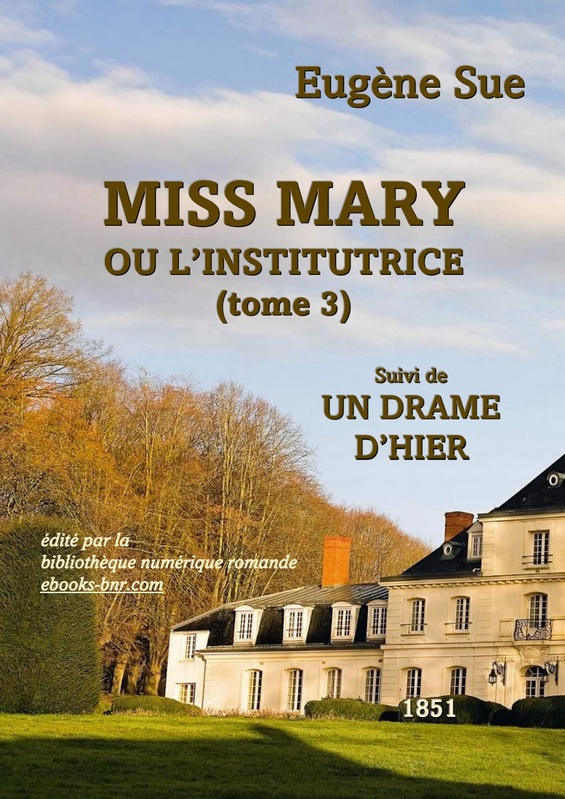 Eugène Sue
MISS MARY
OU L'INSTITUTRICE
(tome 3)
Suivi de
UN DRAME
D'HIER
édité par la
bibliothèque numérique romande
ebooks-bnr.com
1851